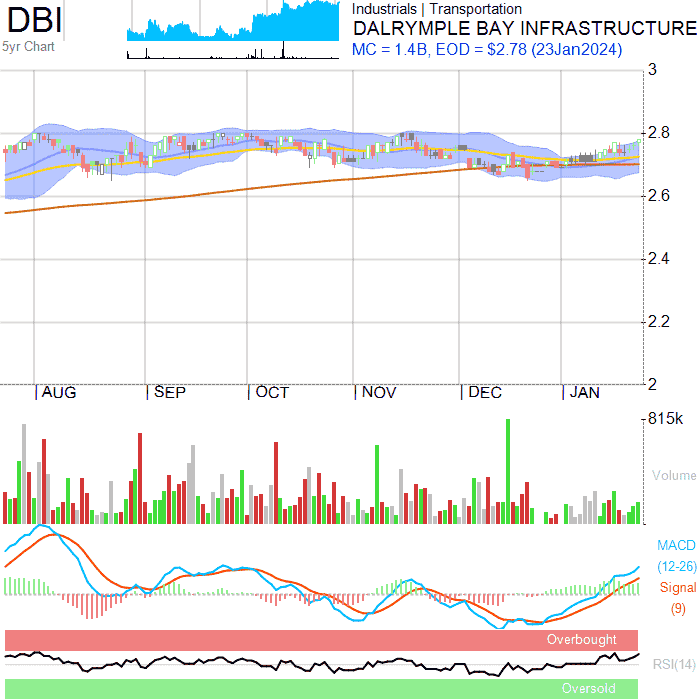 DBI
5yr Chart
Industrials | Transportation
DALRYMPLE BAY INFRASTRUCTURE
MC = 1.4B, EOD = $2.78 (23Jan2024)
3
2.8
2.6
2.4
2.2
2
| AUG | SEP | OCT | NOV | DEC | JAN
815k
Volume
MACD
(12-26)
Signal
(9)
Overbought
RSI(14)
Oversold